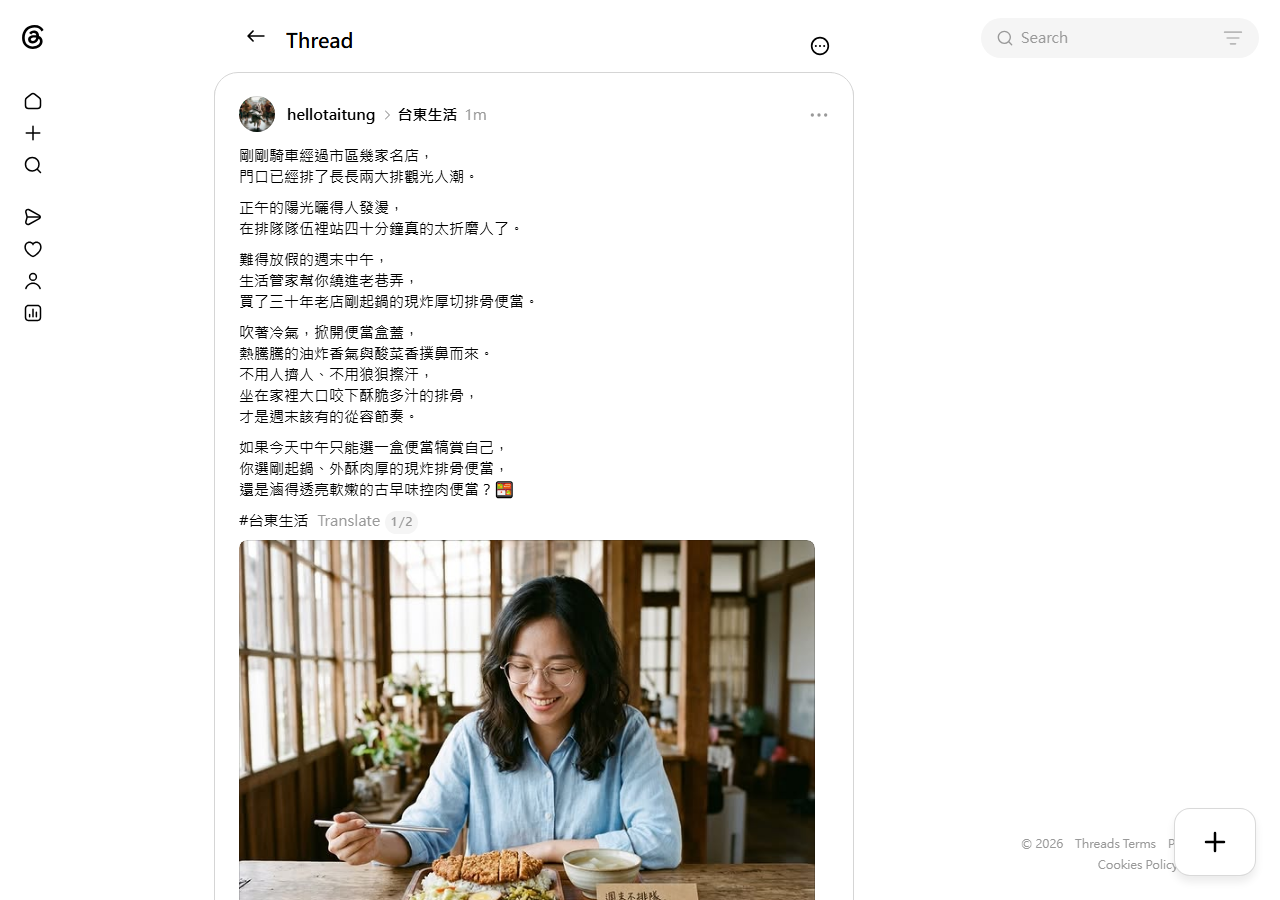 Thread
Search
hellotaitung
台東生活 1m
剛剛騎車經過市區幾家名店，
門口已經排了長長兩大排觀光人潮。
正午的陽光曬得人發燙，
在排隊隊伍裡站四十分鐘真的太折磨人了。
難得放假的週末中午，
生活管家幫你繞進老巷弄，
買了三十年老店剛起鍋的現炸厚切排骨便當。
吹著冷氣，掀開便當盒蓋，
熱騰騰的油炸香氣與酸菜香撲鼻而來。
不用人擠人、不用狼狽擦汗，
坐在家裡大口咬下酥脆多汁的排骨，
才是週末該有的從容節奏。
如果今天中午只能選一盒便當犒賞自己，
你選剛起鍋、外酥肉厚的現炸排骨便當，
還是滷得透亮軟嫩的古早味控肉便當？🍱
#台東生活 Translate 1/2
週末不排隊
© 2026 Threads Terms
Cookies Policy